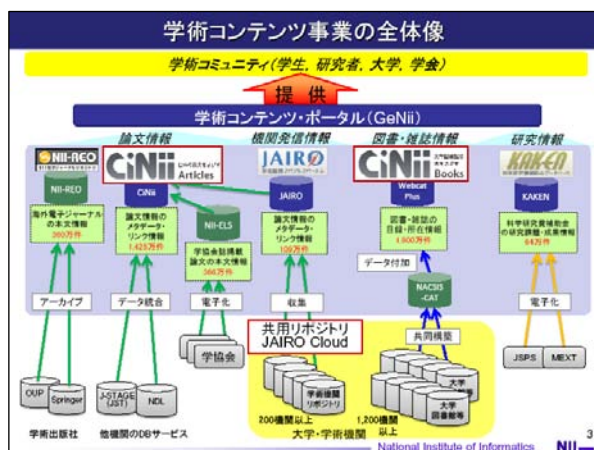 学術コンテンツ事業の全体像
学術コミュニティ(学生, 研究者, 大学, 学会)
提 供
学術コンテンツ・ポータル(GeNii)
論文情報
機関発信情報
図書・雑誌情報
研究情報
NII-REO
CiNii
Articles
JAIRO
CiNii
Books
KAKEN
NII-REO
CiNii
NII-ELS
JAIRO
Webcat
Plus
KAKEN
海外電子ジャーナル
の本文情報
論文情報の
メタデータ・
リンク情報
学協会誌掲載
論文の本文情報
論文情報の
メタデータ・
リンク情報
図書・雑誌の
目録・所在情報
科学研究費補助金
の研究課題・成果情報
データ付加
NACSIS
-CAT
アーカイブ
データ統合
電子化
収集
共同構築
電子化
共用リポジトリ
JAIRO Cloud
学協会
OUP
Springer
J-STAGE
(JST)
NDL
学術機関
リポジトリ
大学
図書館等
大学
図書館等
JSPS
MEXT
200機関以上
1,200機関
以上
学術出版社
他機関のDBサービス
大学・学術機関
3
National Institute of Informatics
NII